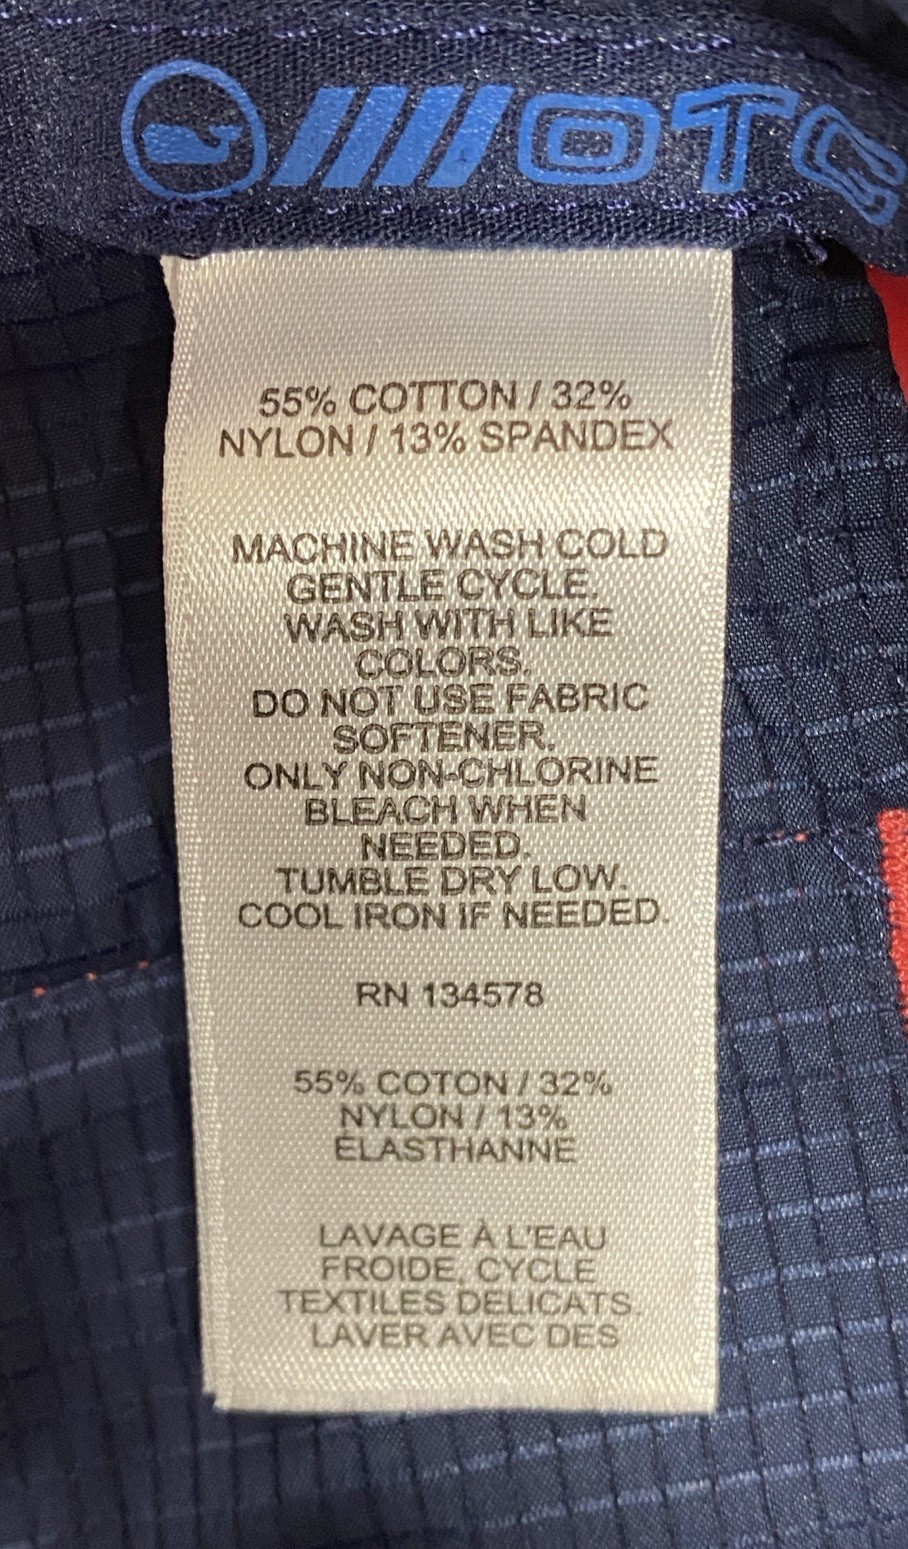 OTG
55% COTTON / 32%
NYLON / 13% SPANDEX
MACHINE WASH COLD
GENTLE CYCLE.
WASH WITH LIKE
COLORS.
DO NOT USE FABRIC
SOFTENER.
ONLY NON-CHLORINE
BLEACH WHEN
NEEDED.
TUMBLE DRY LOW.
COOL IRON IF NEEDED.
RN 134578
55% COTON / 32%
NYLON / 13%
ÉLASTHANNE
LAVAGE À L'EAU
FROIDE, CYCLE
TEXTILES DÉLICATS.
LAVER AVEC DES